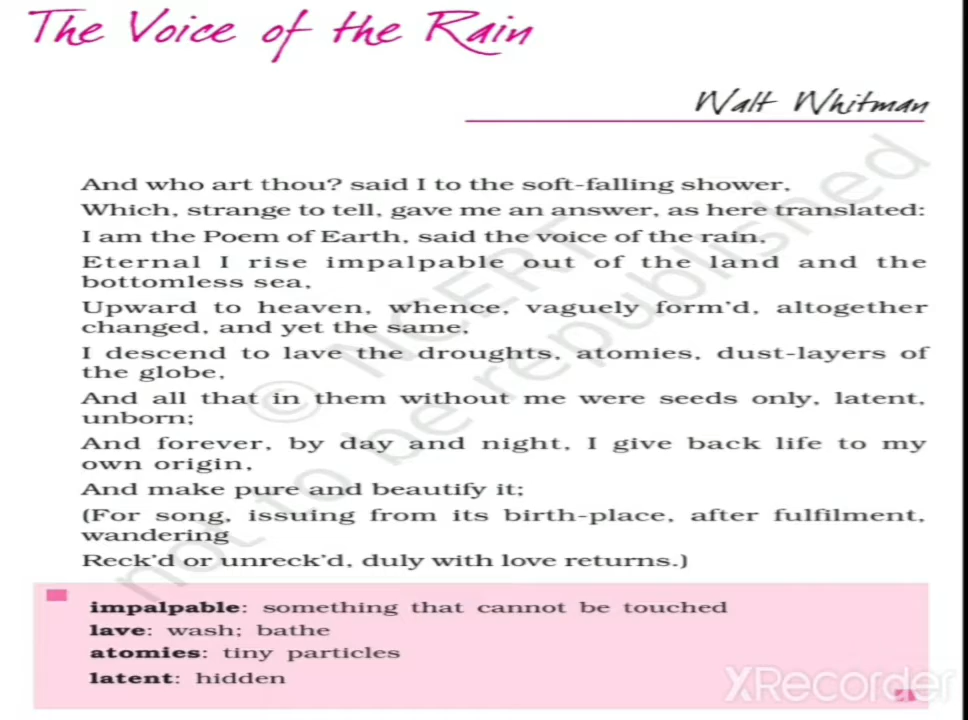 The Voice of the Rain
Walt Whitman
And who art thou? said I to the soft-falling shower,
Which, strange to tell, gave me an answer, as here translated:
I am the Poem of Earth, said the voice of the rain,
Eternal I rise impalpable out of the land and the
bottomless sea,
Upward to heaven, whence, vaguely form'd, altogether
changed, and yet the same,
I descend to lave the droughts, atomies, dust-layers of
the globe,
And all that in them without me were seeds only, latent,
unborn;
And forever, by day and night, I give back life to my
own origin,
And make pure and beautify it;
(For song, issuing from its birth-place, after fulfilment,
wandering
Reck'd or unreck'd, duly with love returns.)
impalpable: something that cannot be touched
lave: wash; bathe
atomies: tiny particles
latent: hidden
© NCERT
not to be republished
XRecorder